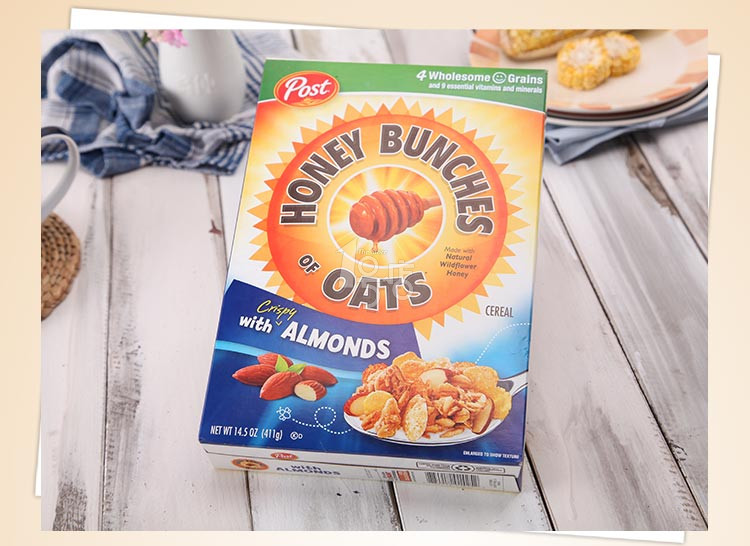 Post
4 Wholesome Grains
and 9 essential vitamins and minerals
HONEY BUNCHES
OF OATS
Made with
Natural
Wildflower
Honey
CEREAL
Crispy
with ALMONDS
NET WT 14.5 OZ (411g)
ENLARGED TO SHOW TEXTURE
Post
with
ALMONDS